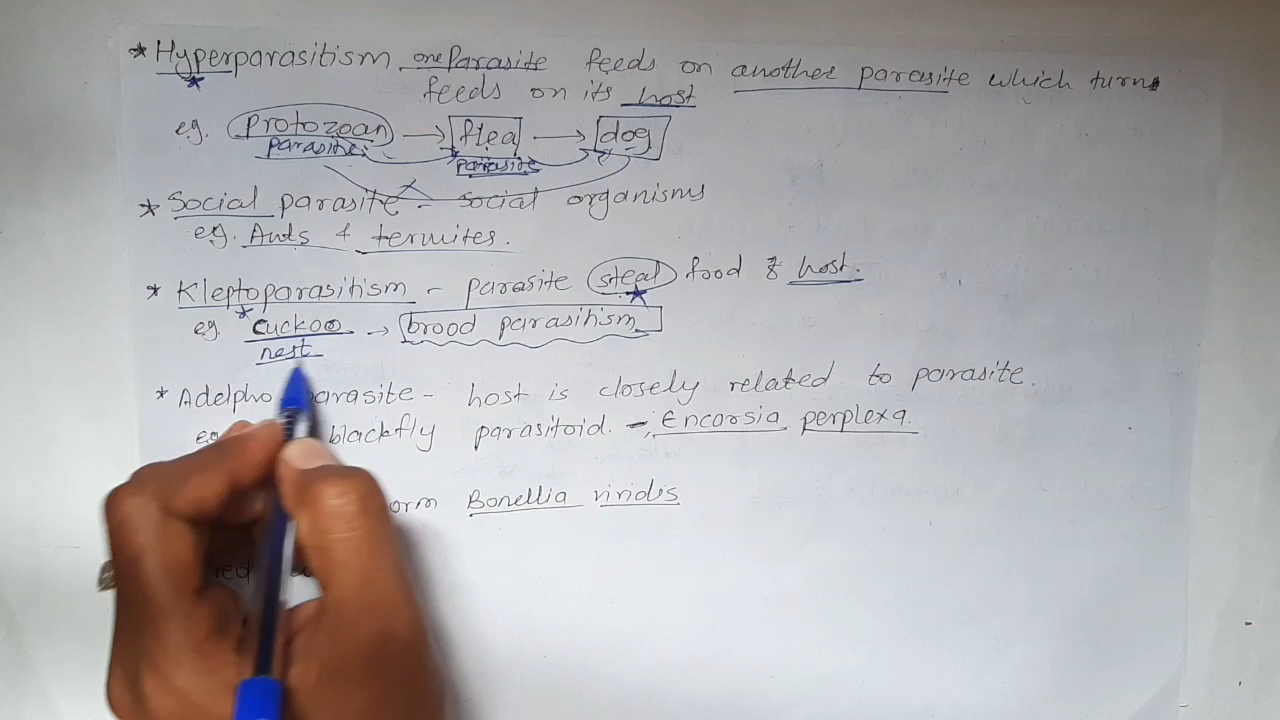 * Hyperparasitism one Parasite feeds on another parasite which turns
feeds on its host
eg. protozoan → flea → dog
parasite parasite
* Social parasite - social organisms
eg. Ants & termites.
* Kleptoparasitism - parasite steal food & host.
eg cuckoo → brood parasitism
nest
* Adelpho parasite - host is closely related to parasite.
eg blackfly parasitoid. - Encarsia perplexa.
orm Bonellia viridis